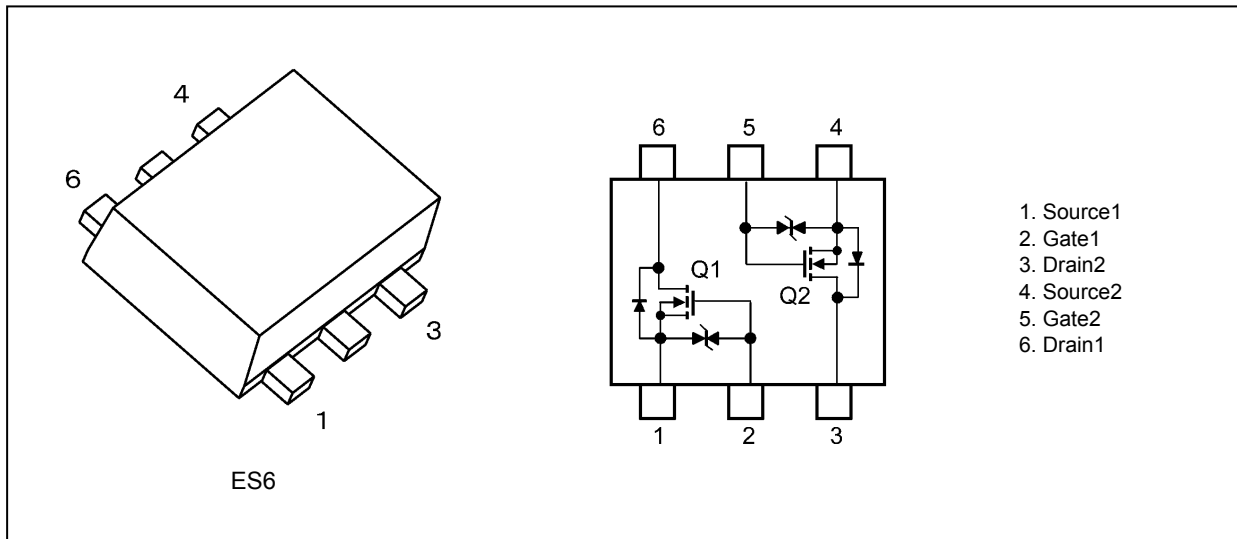 4
6
3
1
ES6
6 5 4
Q1
Q2
1 2 3
1. Source1
2. Gate1
3. Drain2
4. Source2
5. Gate2
6. Drain1